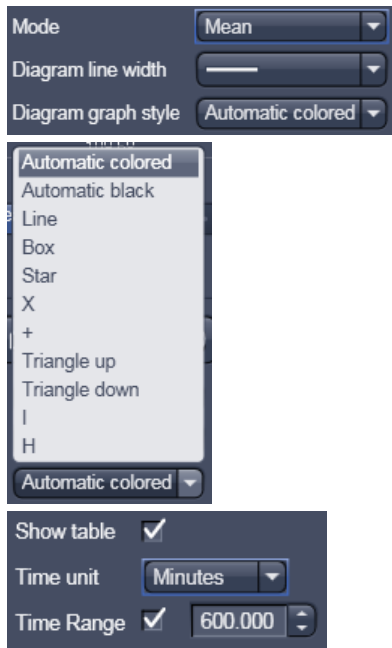 Mode Mean
Diagram line width
Diagram graph style Automatic colored
Automatic colored
Automatic black
Line
Box
Star
X
+
Triangle up
Triangle down
I
H
Automatic colored
Show table
Time unit Minutes
Time Range 600.000